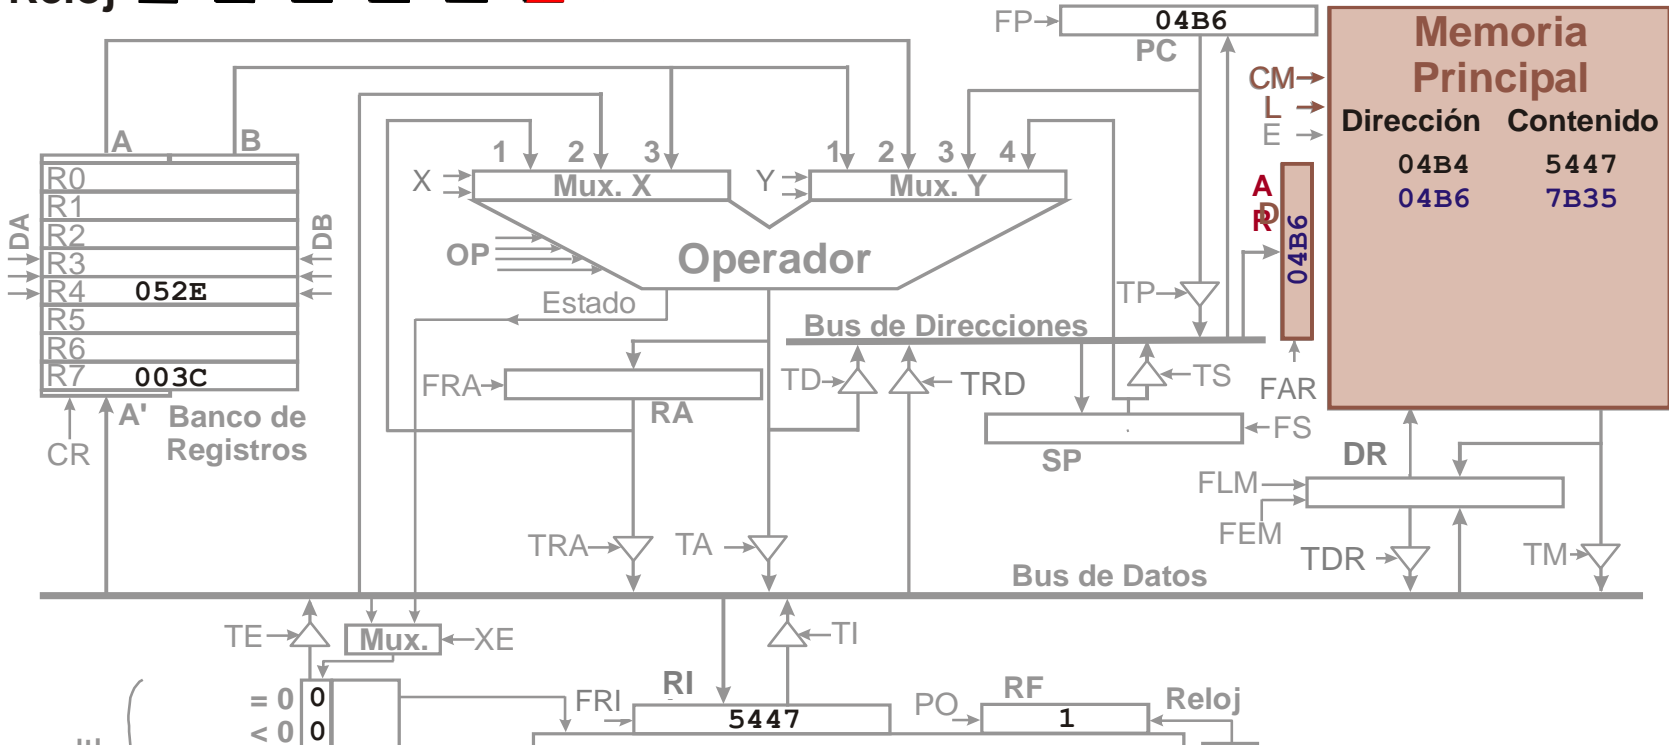 Reloj
FP
04B6
PC
Memoria
Principal
CM
L
E
Dirección Contenido
04B4 5447
04B6 7B35
A B
1 2 3
1 2 3 4
X
Mux. X
Y
Mux. Y
AR
D
04B6
FAR
R0
R1
R2
R3
R4 052E
R5
R6
R7 003C
DA
DB
OP
Operador
Estado
TP
Bus de Direcciones
FRA
RA
TD
TRD
TS
A'
Banco de
Registros
CR
SP
FS
DR
FLM
FEM
TRA
TA
TDR
TM
Bus de Datos
TE
Mux.
XE
TI
RI
FRI
5447
PO
RF
1
Reloj
= 0 0
< 0 0